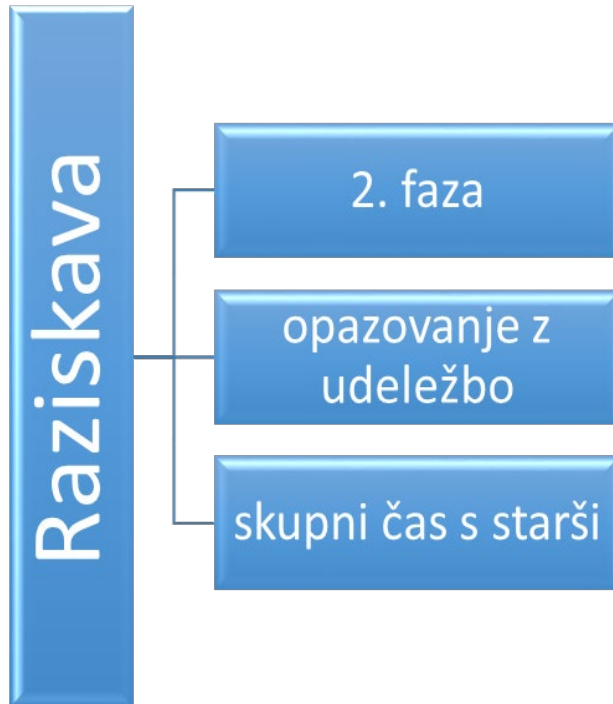 Raziskava
2. faza
opazovanje z
udeležbo
skupni čas s starši